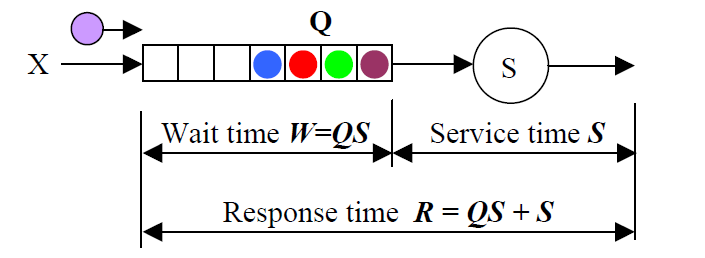 Q
X
S
Wait time W=QS
Service time S
Response time R = QS + S